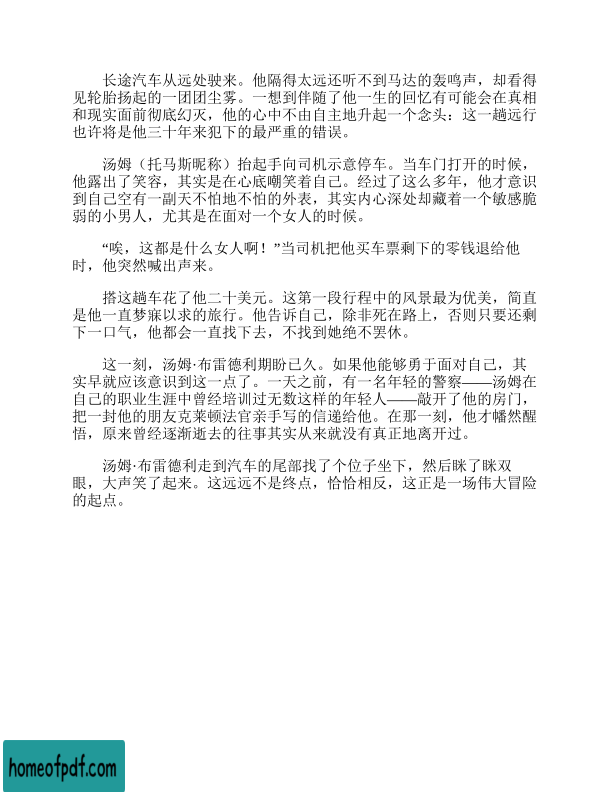 长途汽车从远处驶来。他隔得太远还听不到马达的轰鸣声，却看得
见轮胎扬起的一团团尘雾。一想到伴随了他一生的回忆有可能会在真相
和现实面前彻底幻灭，他的心中不由自主地升起一个念头：这一趟远行
也许将是他三十年来犯下的最严重的错误。
汤姆（托马斯昵称）抬起手向司机示意停车。当车门打开的时候，
他露出了笑容，其实是在心底嘲笑着自己。经过了这么多年，他才意识
到自己空有一副天不怕地不怕的外表，其实内心深处却藏着一个敏感脆
弱的小男人，尤其是在面对一个女人的时候。
“唉，这都是什么女人啊！”当司机把他买车票剩下的零钱退给他
时，他突然喊出声来。
搭这趟车花了他二十美元。这第一段行程中的风景最为优美，简直
是他一直梦寐以求的旅行。他告诉自己，除非死在路上，否则只要还剩
下一口气，他都会一直找下去，不找到她绝不罢休。
这一刻，汤姆·布雷德利期盼已久。如果他能够勇于面对自己，其
实早就应该意识到这一点了。一天之前，有一名年轻的警察——汤姆在
自己的职业生涯中曾经培训过无数这样的年轻人——敲开了他的房门，
把一封他的朋友克莱顿法官亲手写的信递给他。在那一刻，他才幡然醒
悟，原来曾经逐渐逝去的往事其实从来就没有真正地离开过。
汤姆·布雷德利走到汽车的尾部找了个位子坐下，然后眯了眯双
眼，大声笑了起来。这远远不是终点，恰恰相反，这正是一场伟大冒险
的起点。
homeofpdf.com